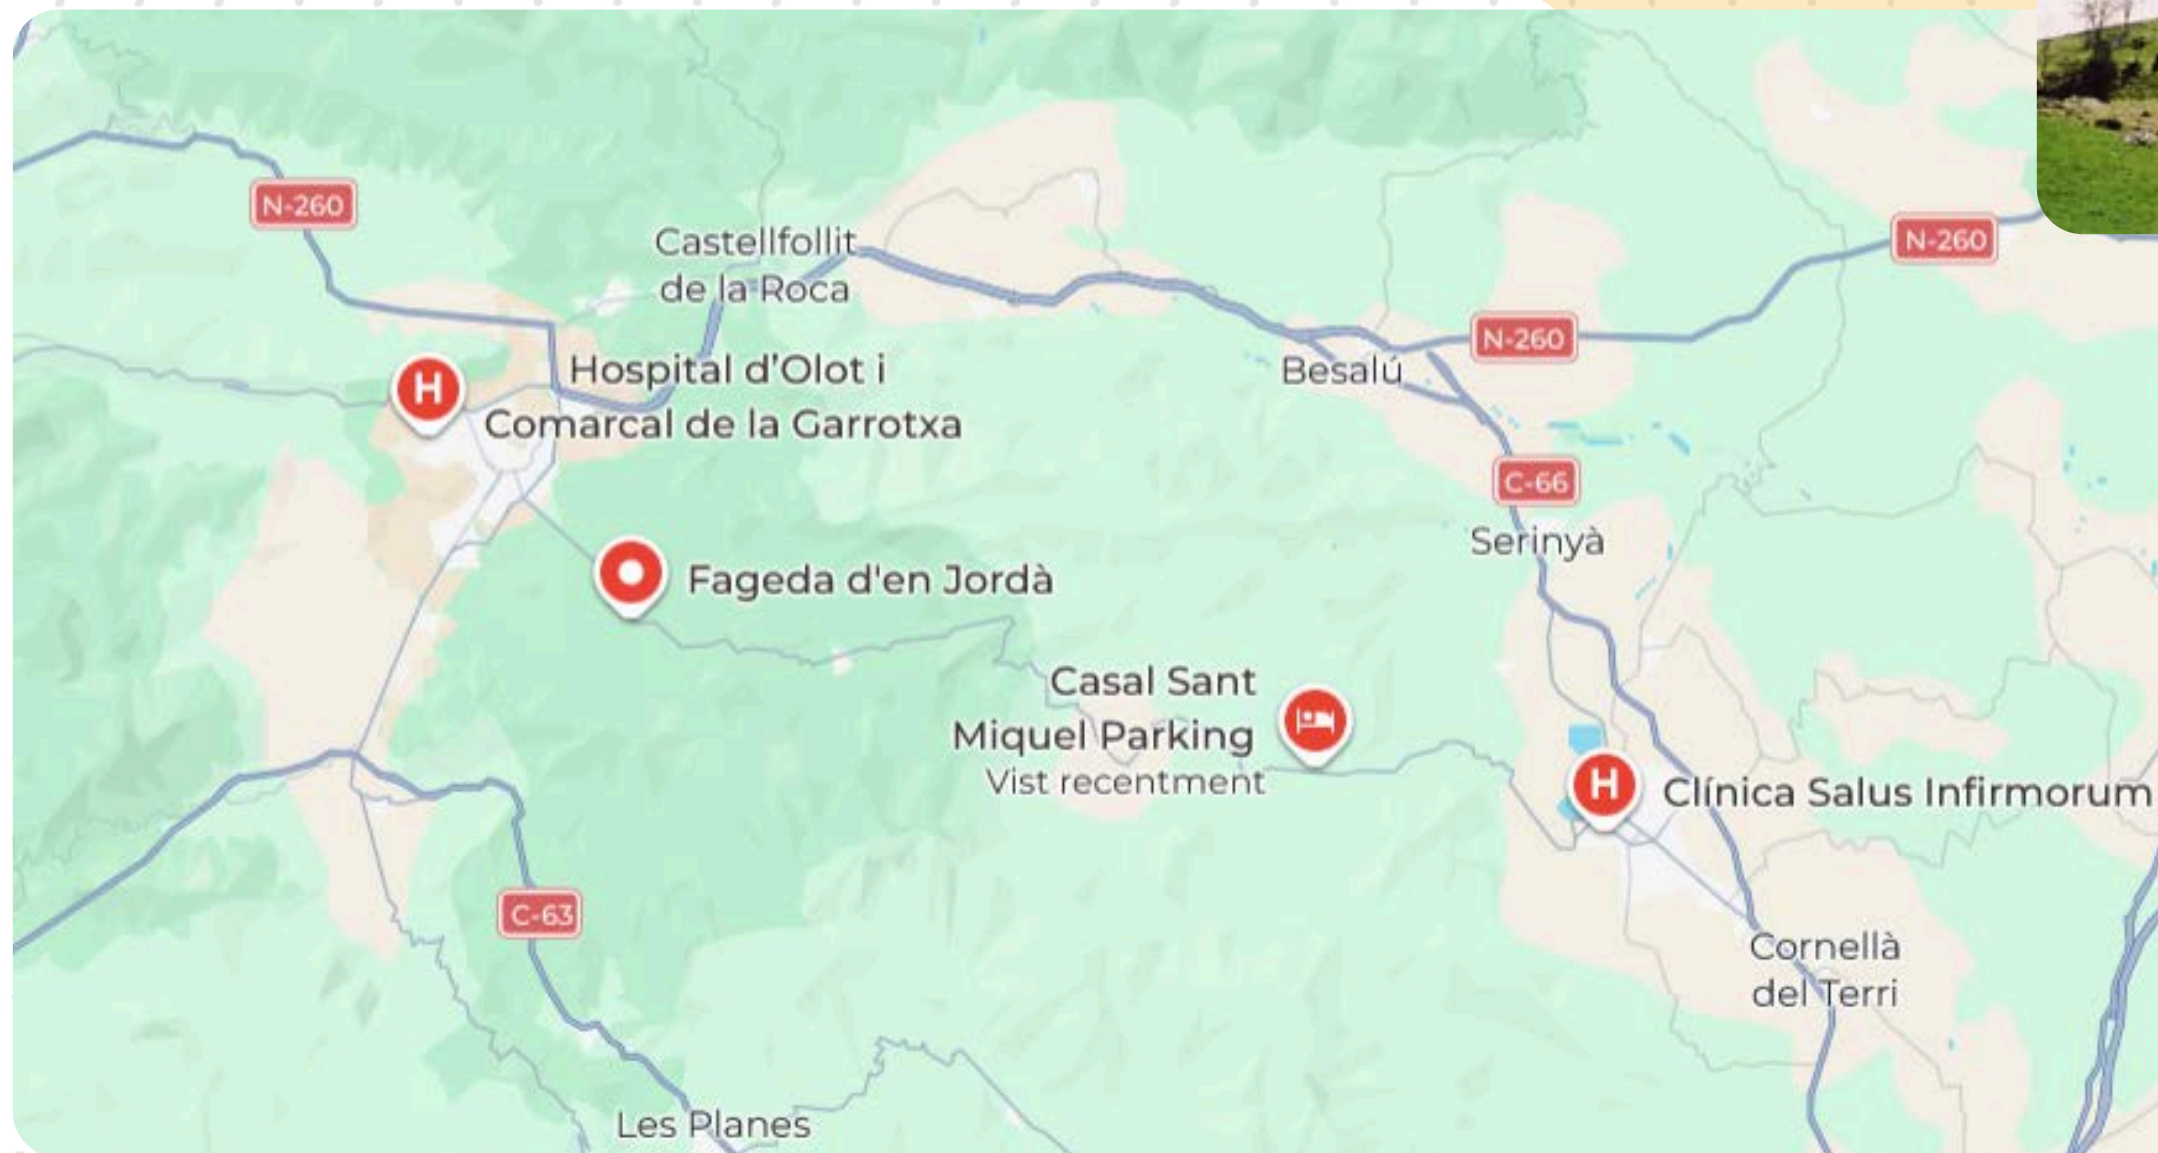 N-260
Castellfollit
de la Roca
N-260
N-260
Hospital d’Olot i
Comarcal de la Garrotxa
H
Besalú
C-66
Serinyà
Fageda d'en Jordà
Casal Sant
Miquel Parking
Vist recentment
H
Clínica Salus Infirmorum
C-63
Cornellà
del Terri
Les Planes